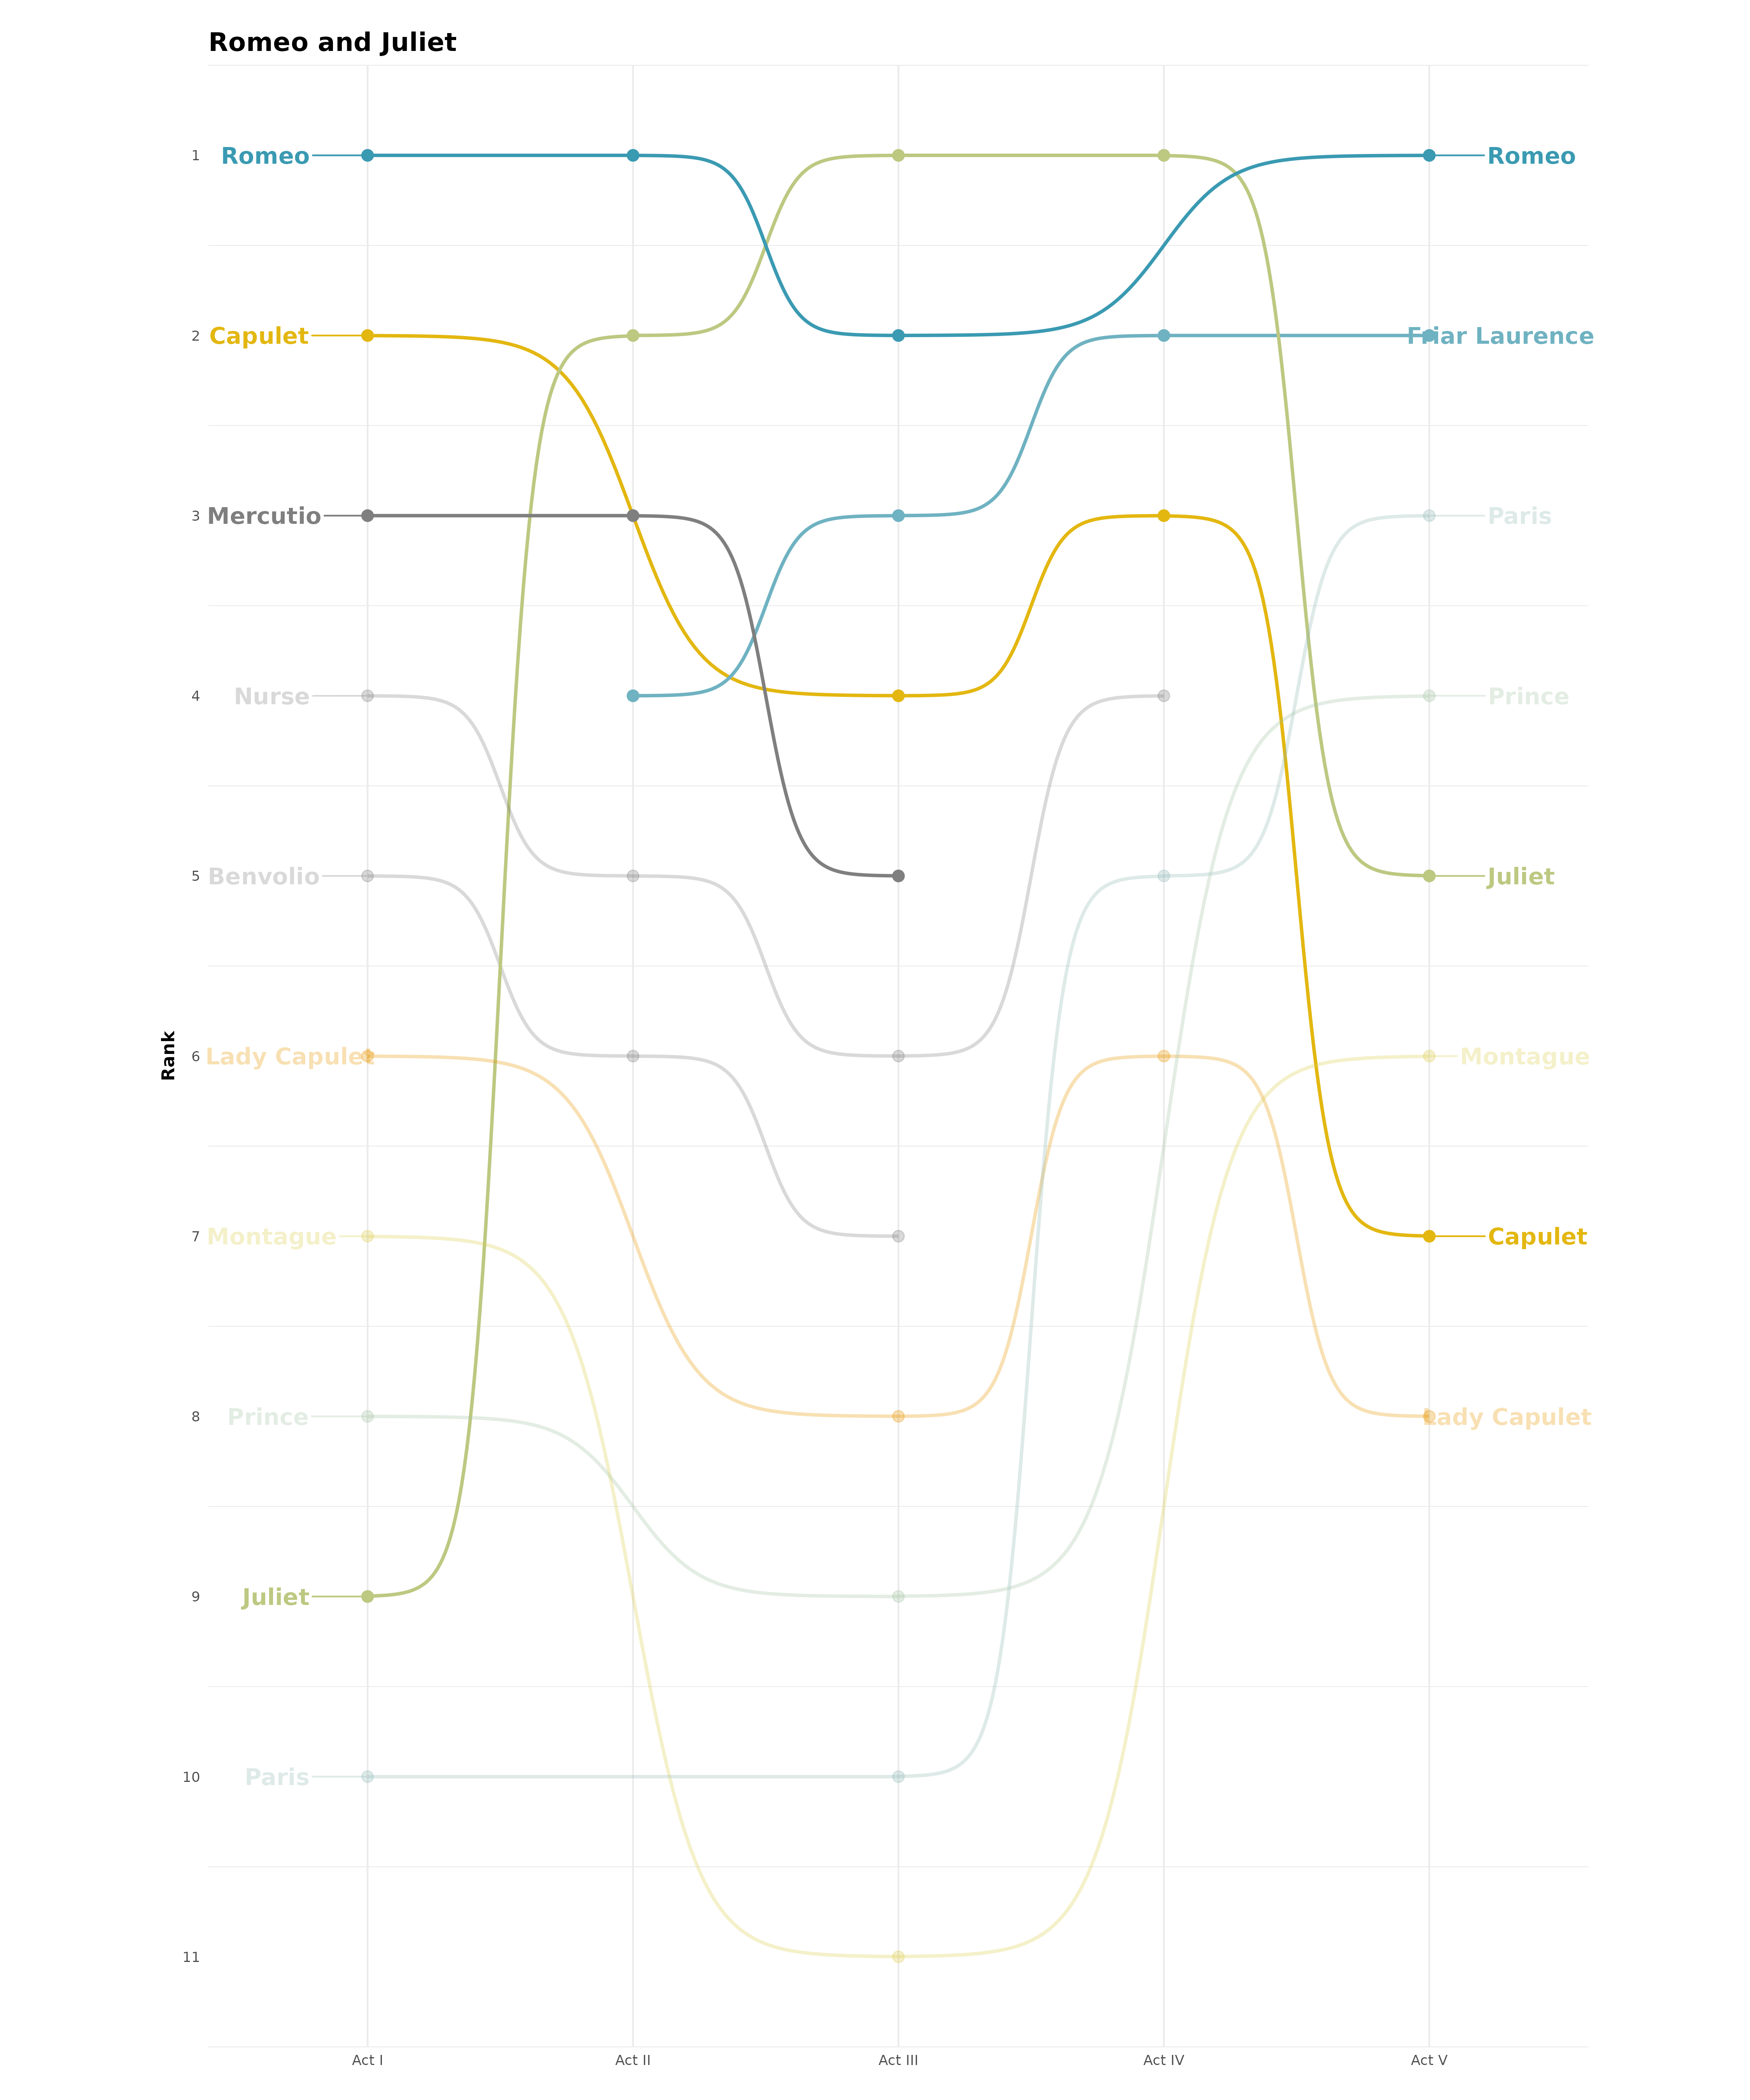 Romeo and Juliet
1 Romeo Romeo
2 Capulet Friar Laurence
3 Mercutio Paris
4 Nurse Prince
5 Benvolio Juliet
Rank
6 Lady Capulet Montague
7 Montague Capulet
8 Prince Lady Capulet
9 Juliet
10 Paris
11
Act I Act II Act III Act IV Act V